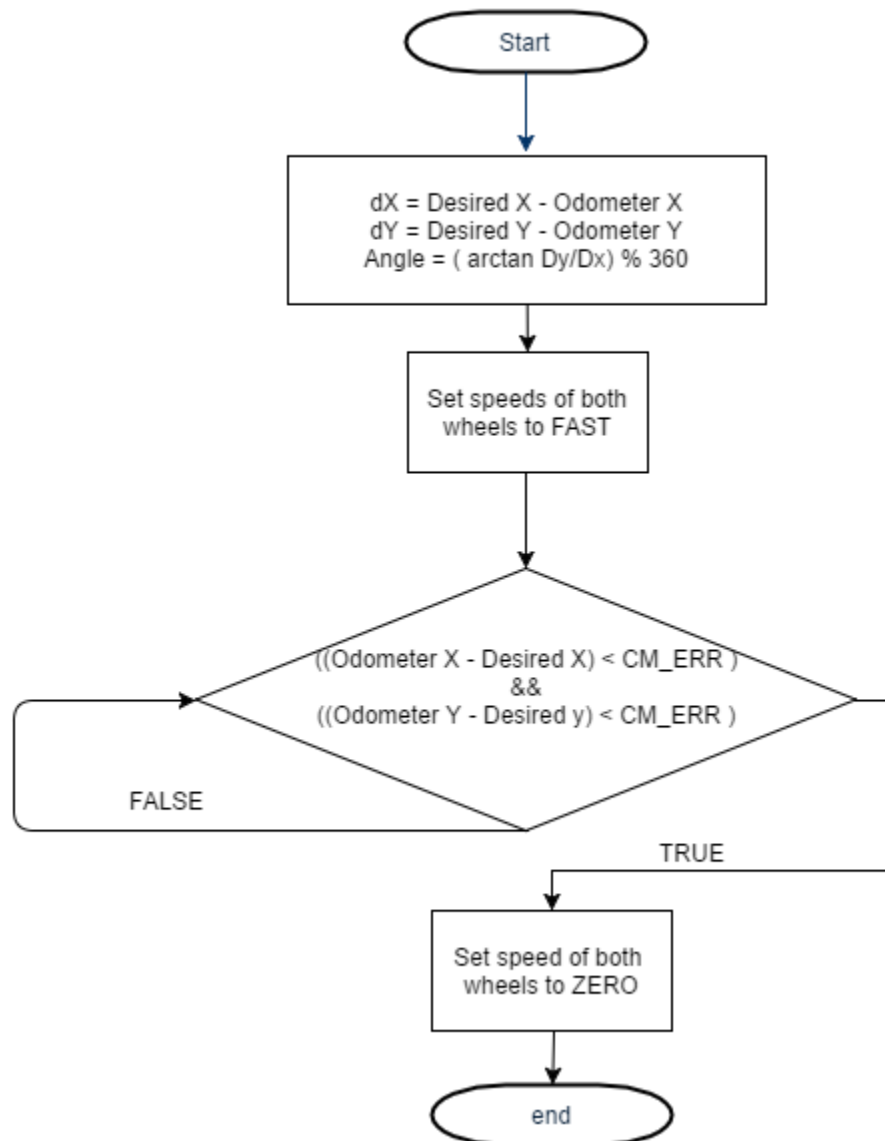 Start
dX = Desired X - Odometer X
dY = Desired Y - Odometer Y
Angle = ( arctan Dy/Dx) % 360
Set speeds of both
wheels to FAST
((Odometer X - Desired X) < CM_ERR )
&&
((Odometer Y - Desired y) < CM_ERR )
FALSE
TRUE
Set speed of both
wheels to ZERO
end